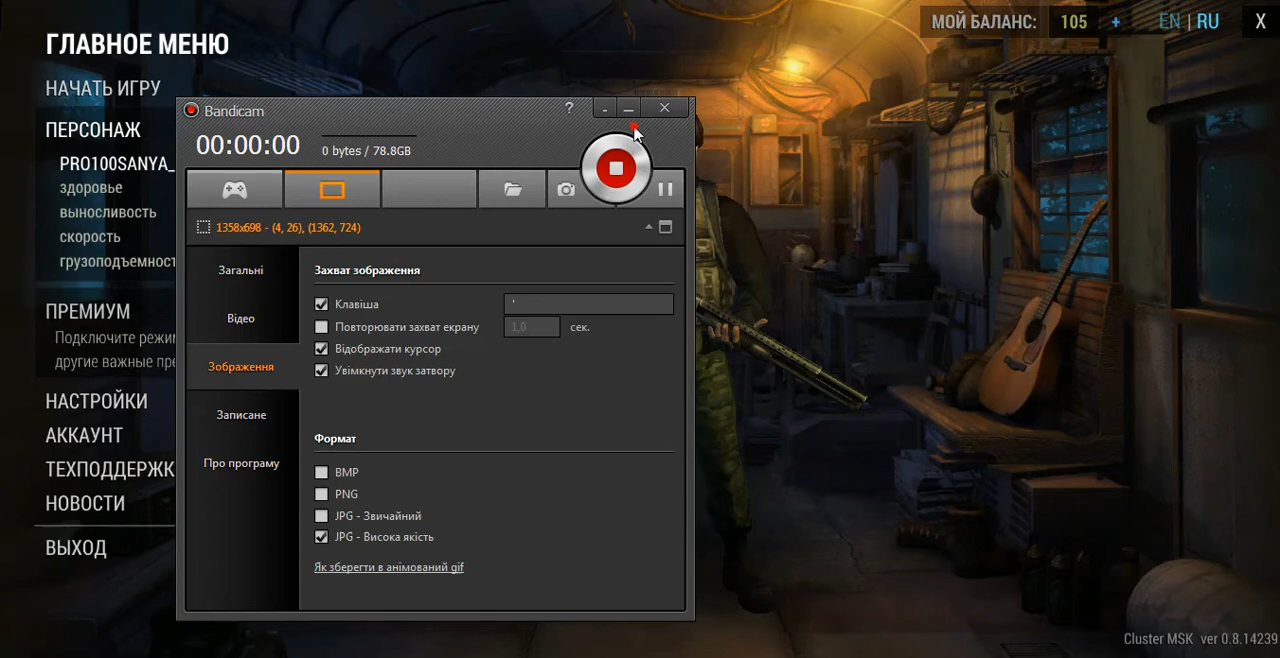 МОЙ БАЛАНС: 105 + EN | RU X
ГЛАВНОЕ МЕНЮ
НАЧАТЬ ИГРУ
ПЕРСОНАЖ
PRO100SANYA_
здоровье
выносливость
скорость
грузоподъемност
ПРЕМИУМ
Подключите режи
другие важные пре
НАСТРОЙКИ
АККАУНТ
ТЕХПОДДЕРЖК
НОВОСТИ
ВЫХОД
Bandicam
?
00:00:00
0 bytes / 78.8GB
1358x698 - (4, 26), (1362, 724)
Загальні
Відео
Зображення
Записане
Про програму
Захват зображення
Клавіша '
Повторювати захват екрану 1,0 сек.
Відображати курсор
Увімкнути звук затвору
Формат
BMP
PNG
JPG - Звичайний
JPG - Висока якість
Як зберегти в анімований gif
Cluster MSK ver 0.8.14239